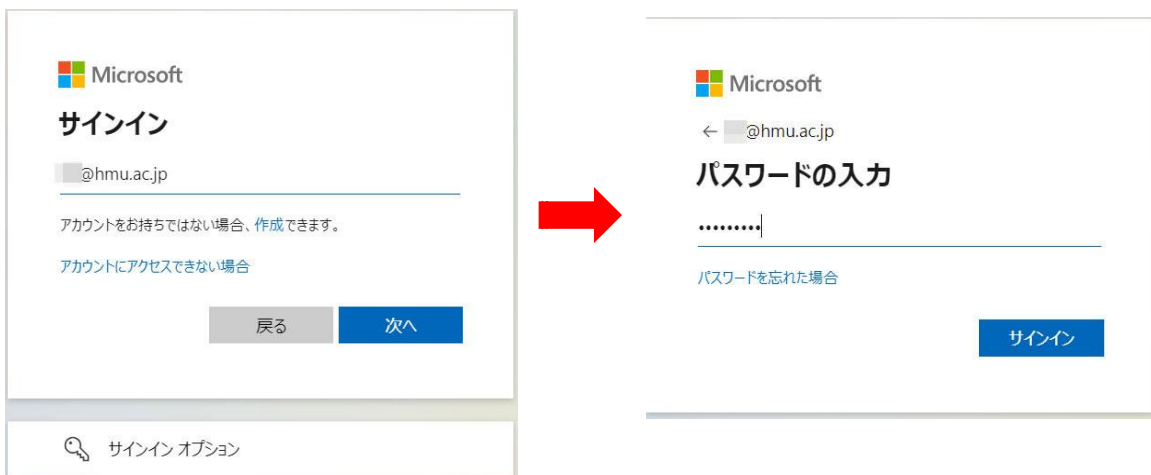 Microsoft
サインイン
@hmu.ac.jp
アカウントをお持ちではない場合、作成できます。
アカウントにアクセスできない場合
戻る
次へ
サインイン オプション
Microsoft
← @hmu.ac.jp
パスワードの入力
•••••••••
パスワードを忘れた場合
サインイン